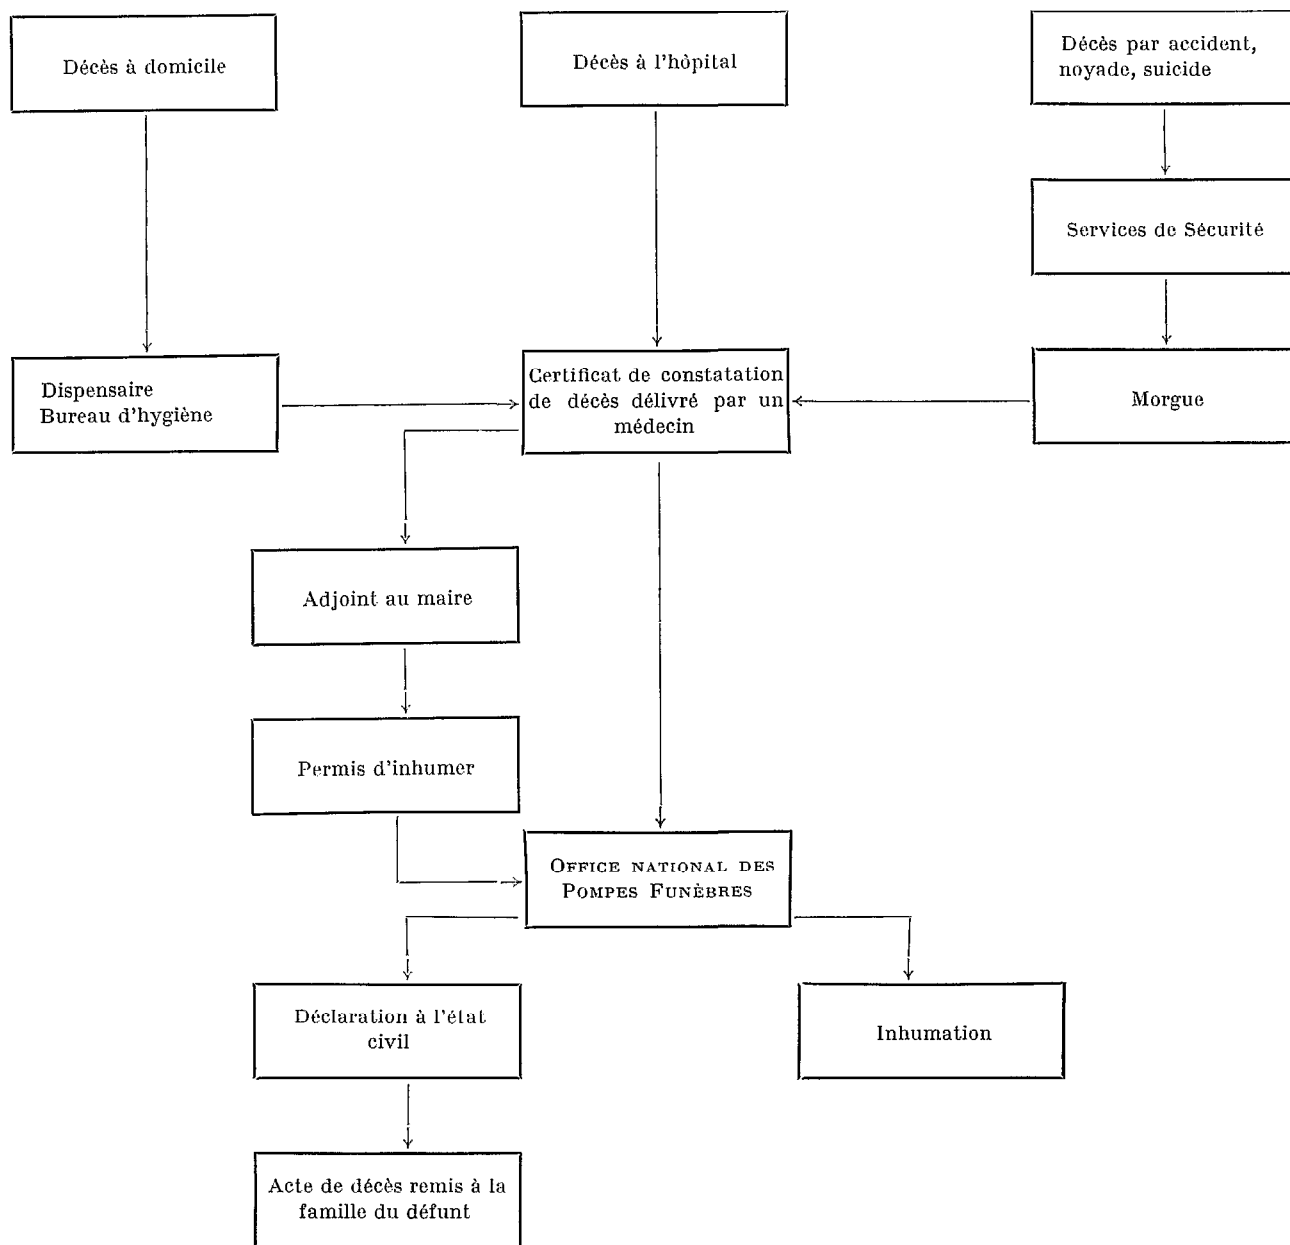 Décès à domicile
Décès à l'hôpital
Décès par accident,
noyade, suicide
Services de Sécurité
Dispensaire
Bureau d'hygiène
Certificat de constatation
de décès délivré par un
médecin
Morgue
Adjoint au maire
Permis d'inhumer
OFFICE NATIONAL DES
POMPES FUNÈBRES
Déclaration à l'état
civil
Inhumation
Acte de décès remis à la
famille du défunt